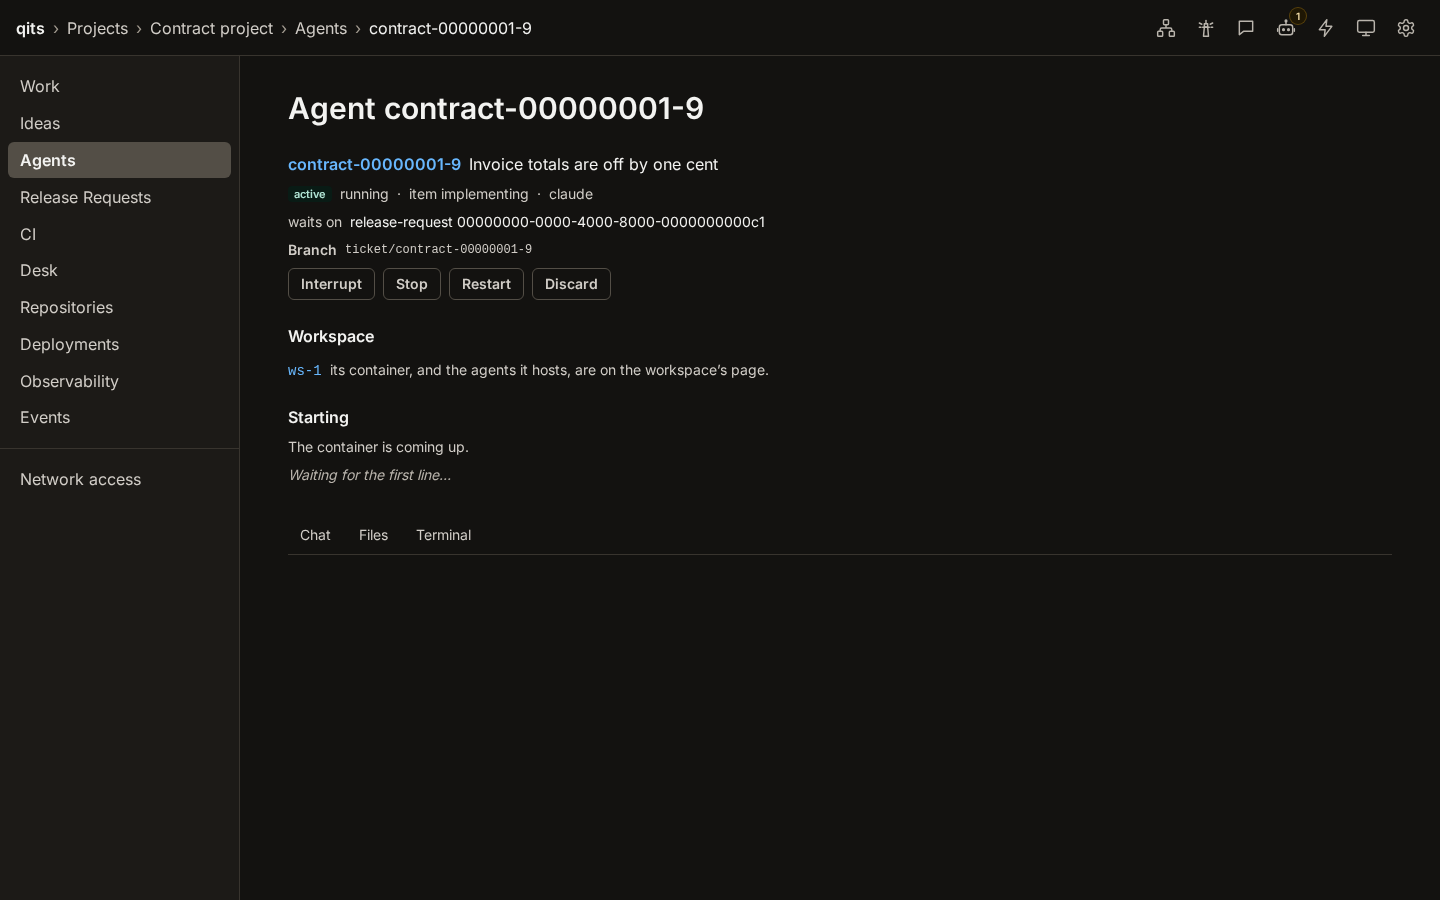 qits › Projects › Contract project › Agents › contract-00000001-9
1
Work
Ideas
Agents
Release Requests
CI
Desk
Repositories
Deployments
Observability
Events
Network access
Agent contract-00000001-9
contract-00000001-9 Invoice totals are off by one cent
active running · item implementing · claude
waits on release-request 00000000-0000-4000-8000-0000000000c1
Branch ticket/contract-00000001-9
Interrupt Stop Restart Discard
Workspace
ws-1 its container, and the agents it hosts, are on the workspace’s page.
Starting
The container is coming up.
Waiting for the first line…
Chat Files Terminal